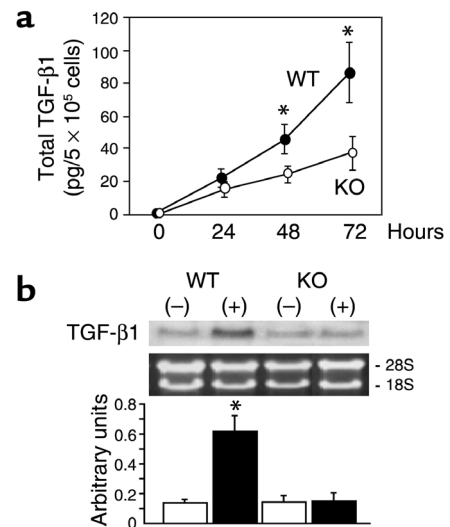 a
120
100
80
60
40
20
0
Total TGF-β1
(pg/5 × 10⁵ cells)
*
*
WT
KO
0 24 48 72 Hours
b
WT KO
(−) (+) (−) (+)
TGF-β1
- 28S
- 18S
0.8
0.6
0.4
0.2
0
Arbitrary units
*